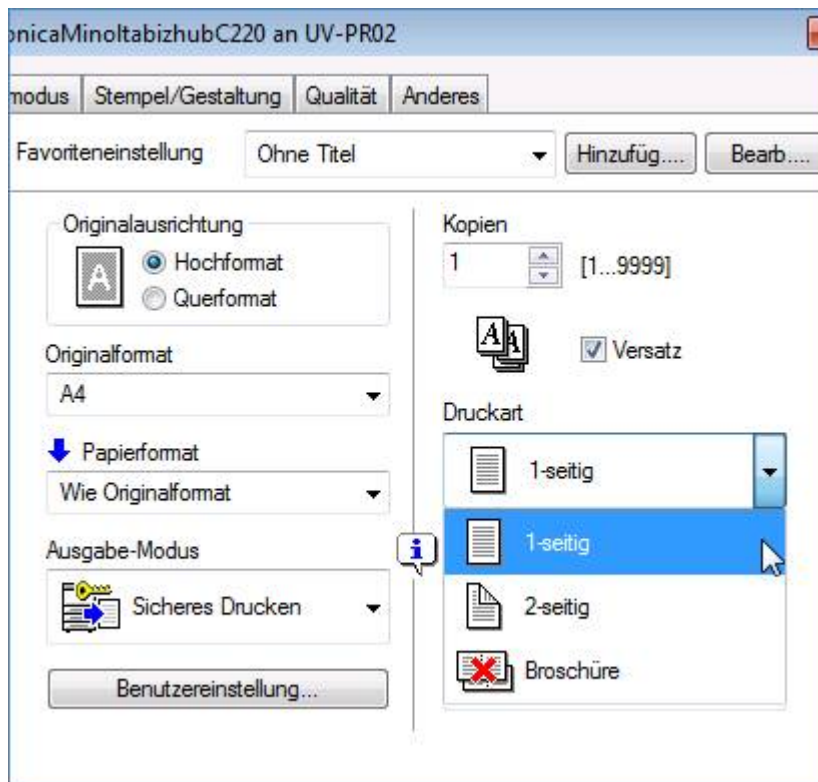 onicaMinoltabizhubC220 an UV-PR02
modus Stempel/Gestaltung Qualität Anderes
Favoriteneinstellung Ohne Titel Hinzufüg.... Bearb....
Originalausrichtung
A
Hochformat
Querformat
Originalformat
A4
Papierformat
Wie Originalformat
Ausgabe-Modus
Sicheres Drucken
Benutzereinstellung...
Kopien
1 [1...9999]
A A Versatz
Druckart
1-seitig
i
1-seitig
2-seitig
Broschüre